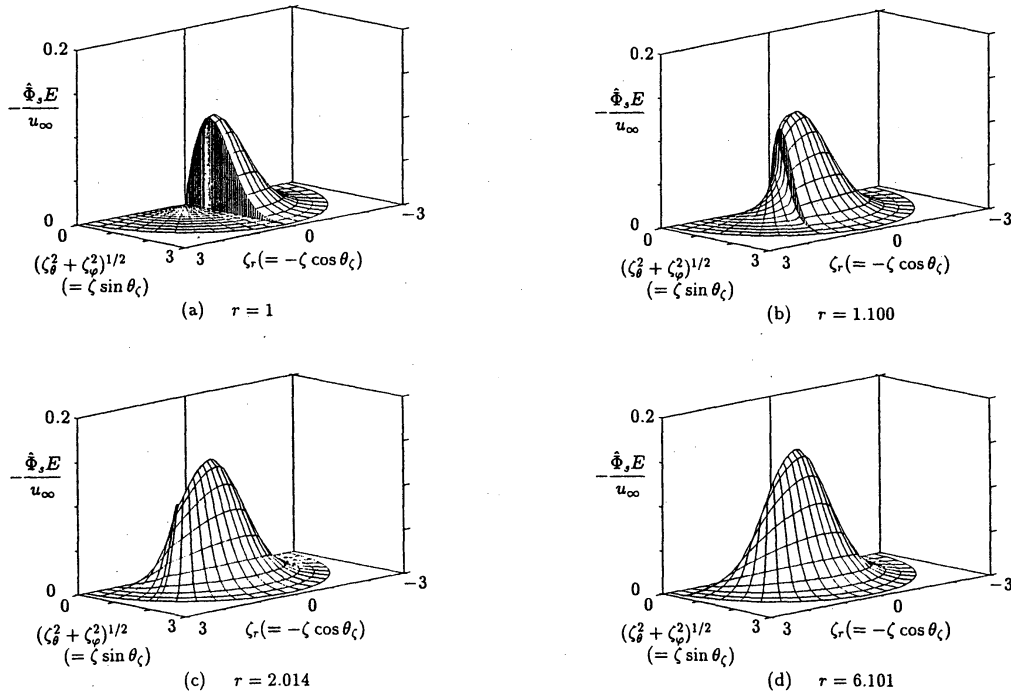 0.2
−Φ̂ₛE/u∞
0
0
−3
0
3
3
(ζ_θ² + ζ_φ²)^{1/2}
(= ζ sin θ_ζ)
ζ_r(= −ζ cos θ_ζ)
(a) r = 1
0.2
−Φ̂ₛE/u∞
0
0
−3
0
3
3
(ζ_θ² + ζ_φ²)^{1/2}
(= ζ sin θ_ζ)
ζ_r(= −ζ cos θ_ζ)
(b) r = 1.100
0.2
−Φ̂ₛE/u∞
0
0
−3
0
3
3
(ζ_θ² + ζ_φ²)^{1/2}
(= ζ sin θ_ζ)
ζ_r(= −ζ cos θ_ζ)
(c) r = 2.014
0.2
−Φ̂ₛE/u∞
0
0
−3
0
3
3
(ζ_θ² + ζ_φ²)^{1/2}
(= ζ sin θ_ζ)
ζ_r(= −ζ cos θ_ζ)
(d) r = 6.101